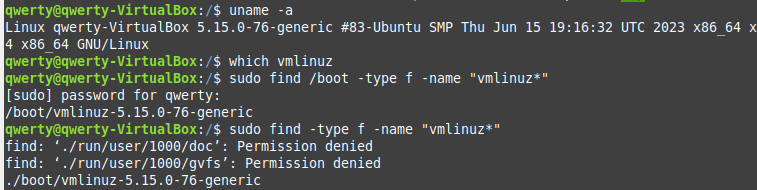 qwerty@qwerty-VirtualBox:/$ uname -a
Linux qwerty-VirtualBox 5.15.0-76-generic #83-Ubuntu SMP Thu Jun 15 19:16:32 UTC 2023 x86_64 x
4 x86_64 GNU/Linux
qwerty@qwerty-VirtualBox:/$ which vmlinuz
qwerty@qwerty-VirtualBox:/$ sudo find /boot -type f -name "vmlinuz*"
[sudo] password for qwerty:
/boot/vmlinuz-5.15.0-76-generic
qwerty@qwerty-VirtualBox:/$ sudo find -type f -name "vmlinuz*"
find: ‘./run/user/1000/doc’: Permission denied
find: ‘./run/user/1000/gvfs’: Permission denied
./boot/vmlinuz-5.15.0-76-generic